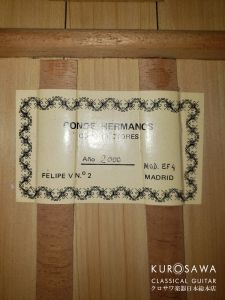 CONDE HERMANOS
CONSTRUCTORES
Año 2000
MOD. EF4
FELIPE V N.º 2 MADRID
KUROSAWA
CLASSICAL GUITAR
クロサワ楽器日本総本店